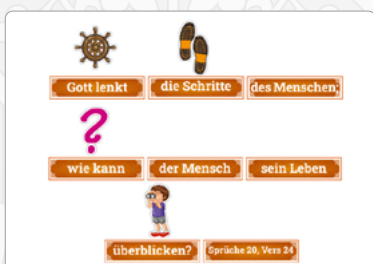 Gott lenkt die Schritte des Menschen;
?
wie kann der Mensch sein Leben
überblicken? Sprüche 20, Vers 24